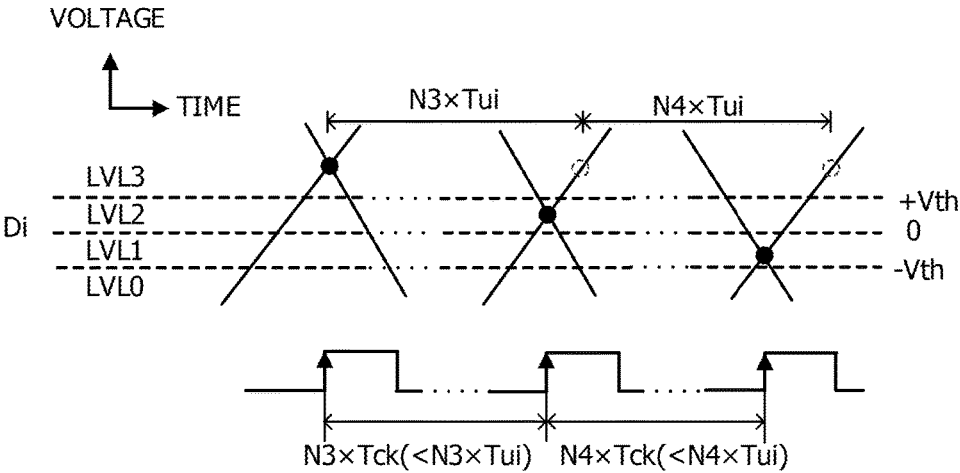 VOLTAGE
TIME
N3×Tui
N4×Tui
LVL3
+Vth
LVL2
Di
0
LVL1
-Vth
LVL0
N3×Tck(<N3×Tui)
N4×Tck(<N4×Tui)